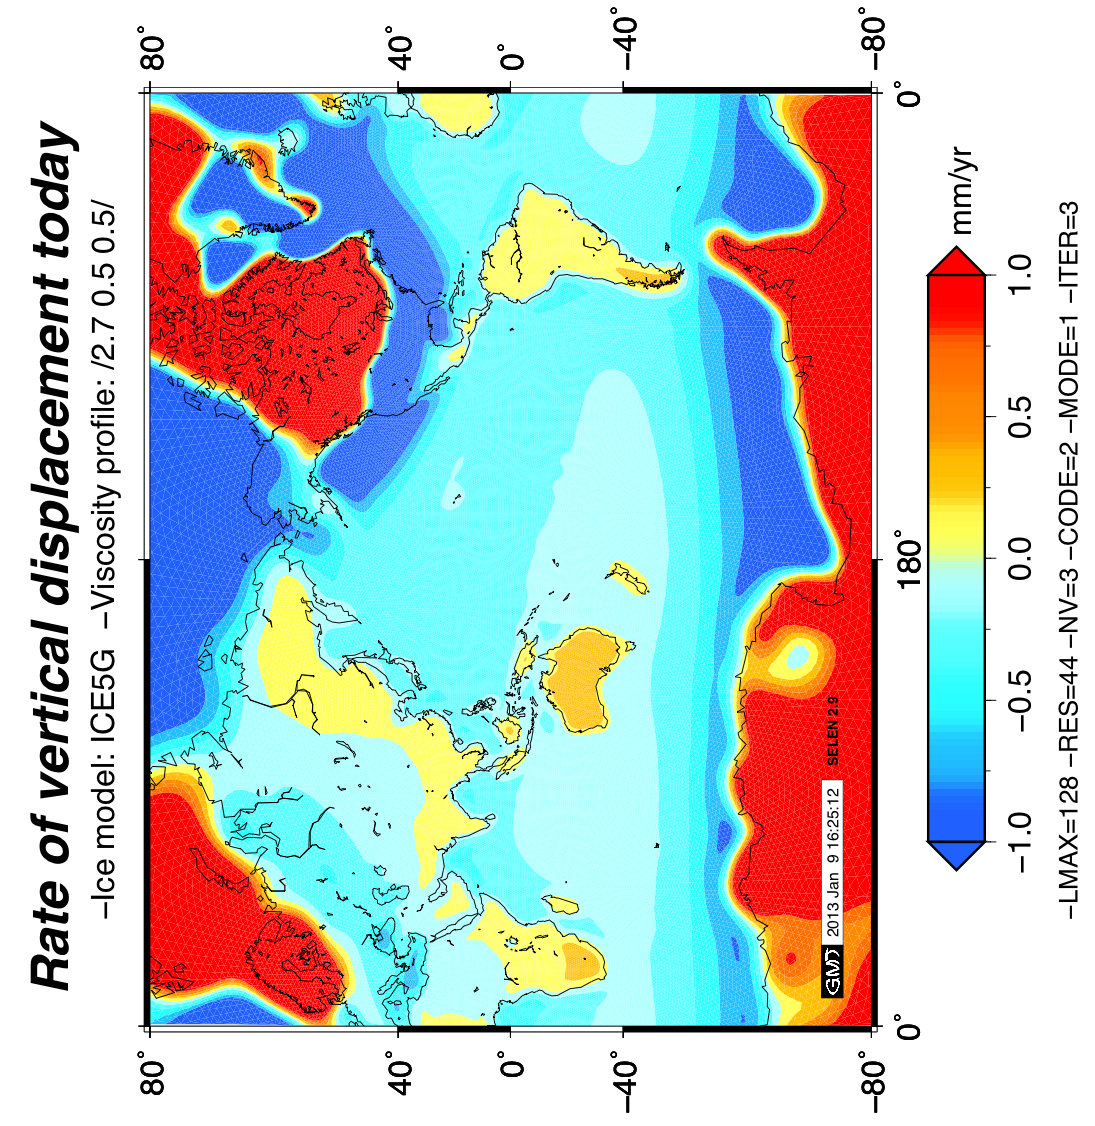 Rate of vertical displacement today
−Ice model: ICE5G −Viscosity profile: /2.7 0.5 0.5/
80° 40° 0° −40° −80°
80° 40° 0° −40° −80°
0° 180° 0°
GMT 2013 Jan 9 16:25:12 SELEN 2.9
−1.0 −0.5 0.0 0.5 1.0
mm/yr
−LMAX=128 −RES=44 −NV=3 −CODE=2 −MODE=1 −ITER=3